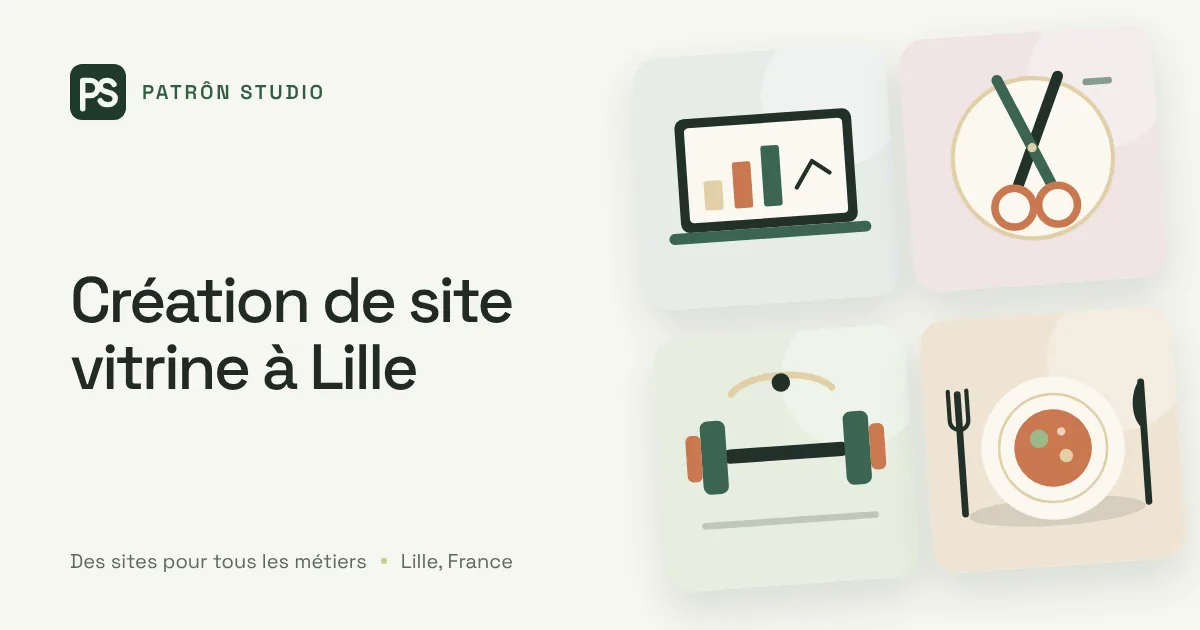 PS
PATRÔN STUDIO
Création de site
vitrine à Lille
Des sites pour tous les métiers • Lille, France